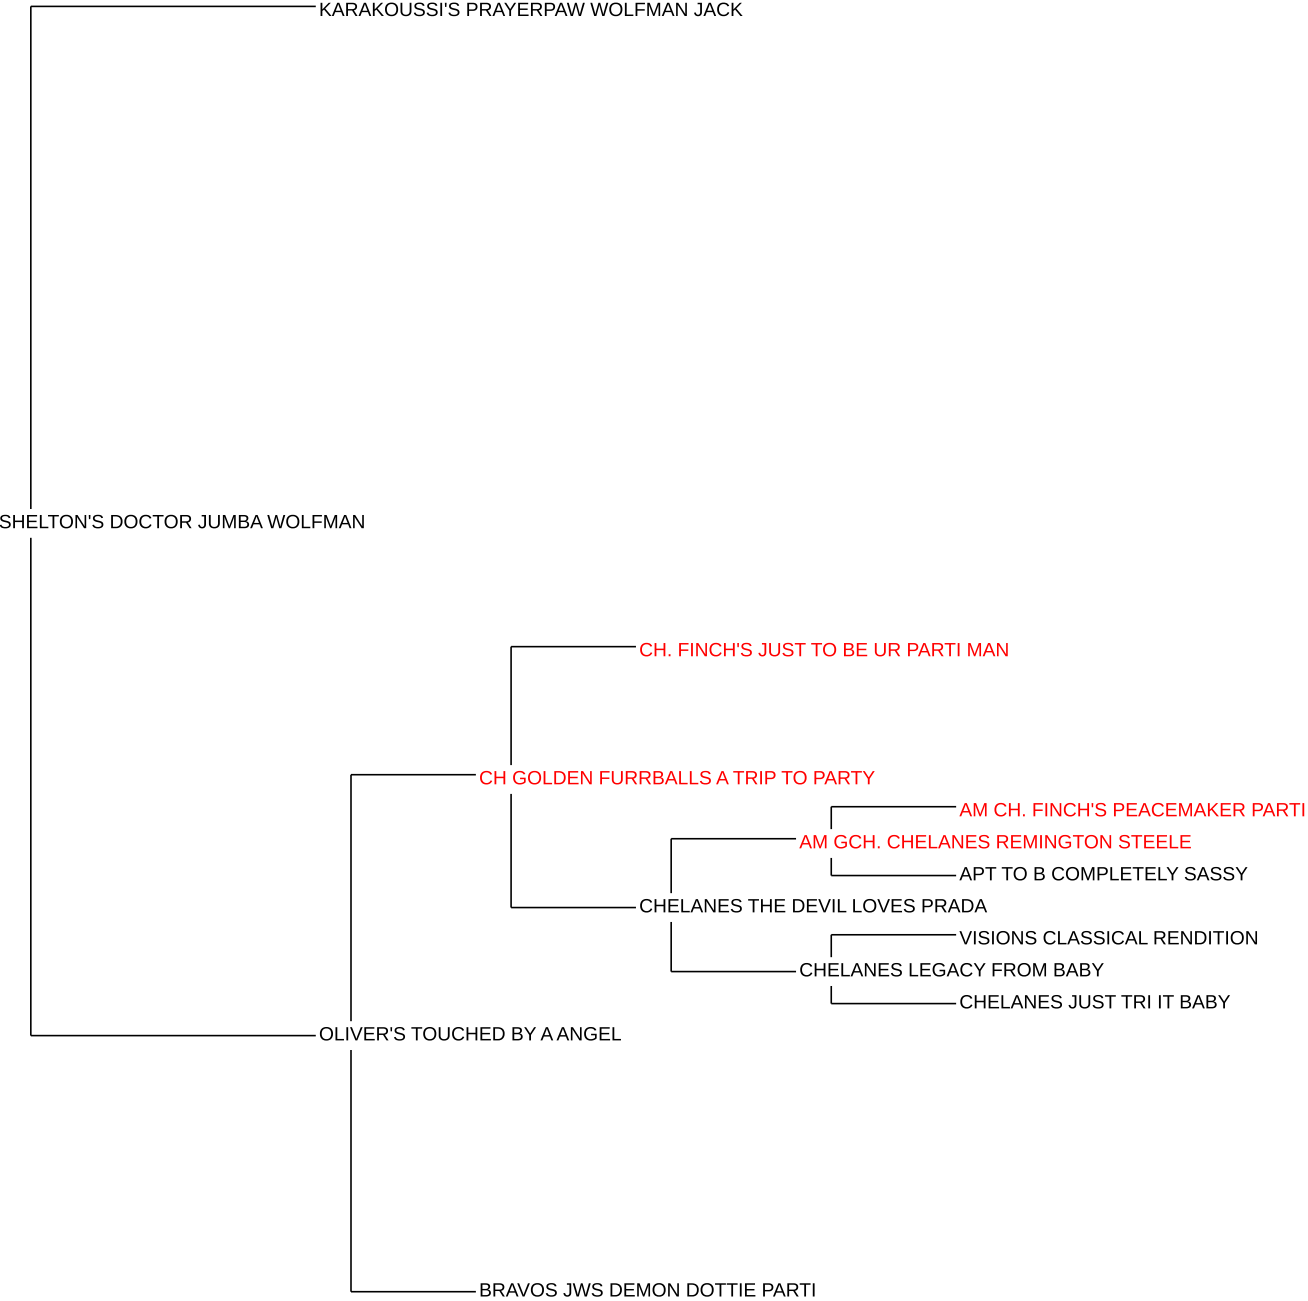 KARAKOUSSI'S PRAYERPAW WOLFMAN JACK
SHELTON'S DOCTOR JUMBA WOLFMAN
CH. FINCH'S JUST TO BE UR PARTI MAN
CH GOLDEN FURRBALLS A TRIP TO PARTY
AM CH. FINCH'S PEACEMAKER PARTI
AM GCH. CHELANES REMINGTON STEELE
APT TO B COMPLETELY SASSY
CHELANES THE DEVIL LOVES PRADA
VISIONS CLASSICAL RENDITION
CHELANES LEGACY FROM BABY
CHELANES JUST TRI IT BABY
OLIVER'S TOUCHED BY A ANGEL
BRAVOS JWS DEMON DOTTIE PARTI